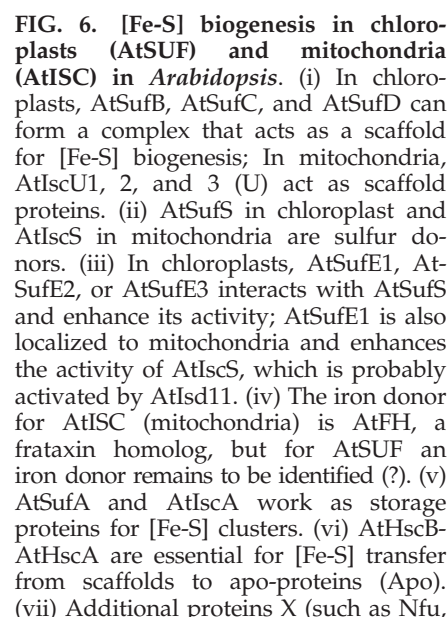 FIG. 6. [Fe-S] biogenesis in chloro-
plasts (AtSUF) and mitochondria
(AtISC) in Arabidopsis. (i) In chloro-
plasts, AtSufB, AtSufC, and AtSufD can
form a complex that acts as a scaffold
for [Fe-S] biogenesis; In mitochondria,
AtIscU1, 2, and 3 (U) act as scaffold
proteins. (ii) AtSufS in chloroplast and
AtIscS in mitochondria are sulfur do-
nors. (iii) In chloroplasts, AtSufE1, At-
SufE2, or AtSufE3 interacts with AtSufS
and enhance its activity; AtSufE1 is also
localized to mitochondria and enhances
the activity of AtIscS, which is probably
activated by AtIsd11. (iv) The iron donor
for AtISC (mitochondria) is AtFH, a
frataxin homolog, but for AtSUF an
iron donor remains to be identified (?). (v)
AtSufA and AtIscA work as storage
proteins for [Fe-S] clusters. (vi) AtHscB-
AtHscA are essential for [Fe-S] transfer
from scaffolds to apo-proteins (Apo).
(vii) Additional proteins X (such as Nfu,